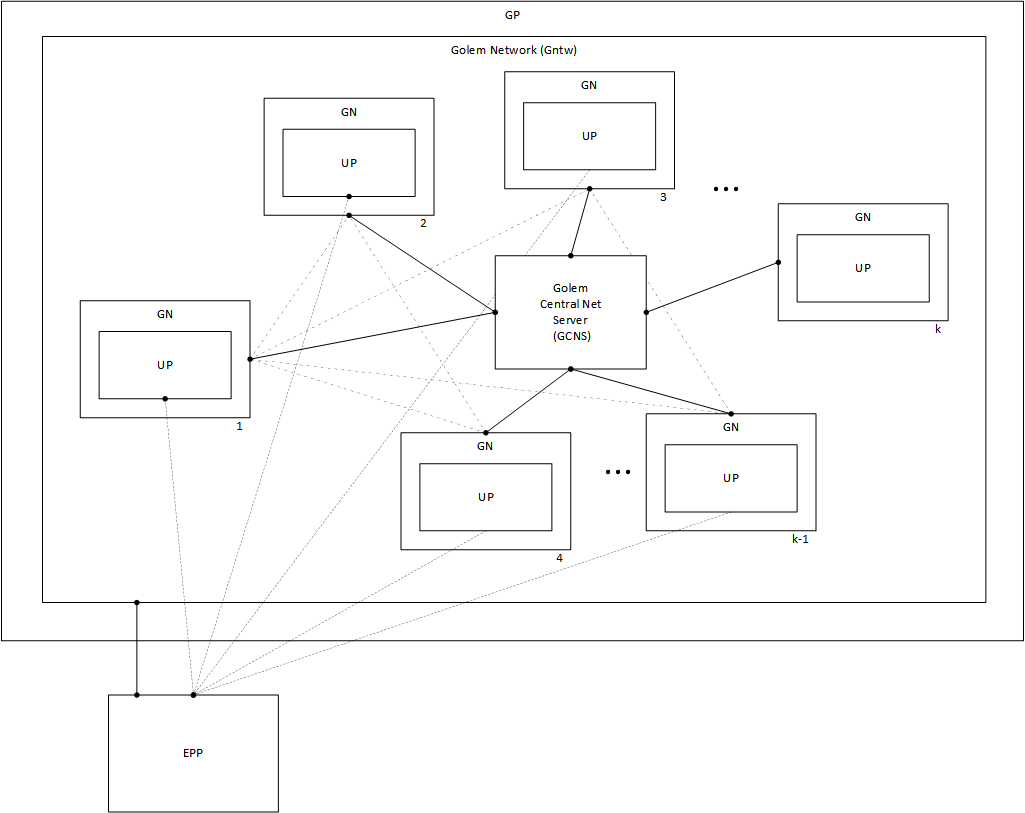 GP
Golem Network (Gntw)
GN
UP
3
GN
UP
2
GN
UP
k
Golem
Central Net
Server
(GCNS)
GN
UP
1
GN
UP
4
GN
UP
k-1
EPP